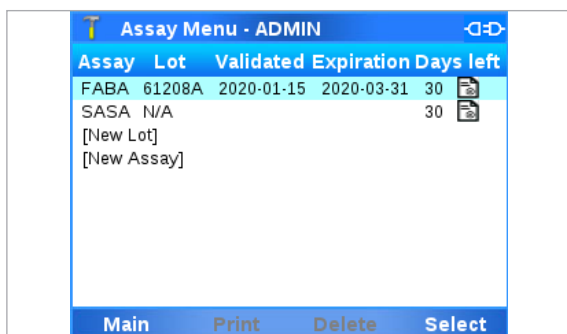 Assay Menu - ADMIN
Assay Lot Validated Expiration Days left
FABA 61208A 2020-01-15 2020-03-31 30
SASA N/A 30
[New Lot]
[New Assay]
Main Print Delete Select